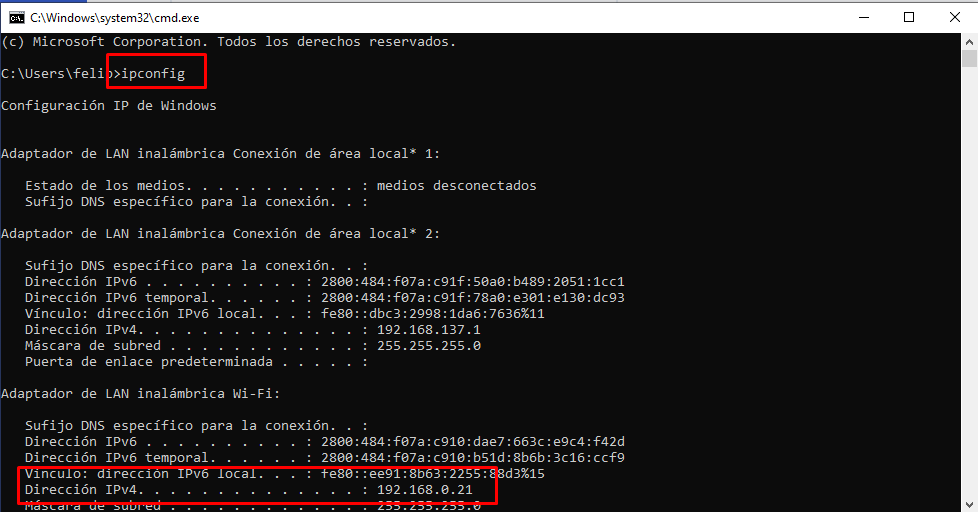 C:\Windows\system32\cmd.exe
(c) Microsoft Corporation. Todos los derechos reservados.
C:\Users\felip>ipconfig
Configuración IP de Windows
Adaptador de LAN inalámbrica Conexión de área local* 1:
Estado de los medios. . . . . . . . . . . : medios desconectados
Sufijo DNS específico para la conexión. . :
Adaptador de LAN inalámbrica Conexión de área local* 2:
Sufijo DNS específico para la conexión. . :
Dirección IPv6 . . . . . . . . . . : 2800:484:f07a:c91f:50a0:b489:2051:1cc1
Dirección IPv6 temporal. . . . . . : 2800:484:f07a:c91f:78a0:e301:e130:dc93
Vínculo: dirección IPv6 local. . . : fe80::dbc3:2998:1da6:7636%11
Dirección IPv4. . . . . . . . . . . . . . : 192.168.137.1
Máscara de subred . . . . . . . . . . . . : 255.255.255.0
Puerta de enlace predeterminada . . . . . :
Adaptador de LAN inalámbrica Wi-Fi:
Sufijo DNS específico para la conexión. . :
Dirección IPv6 . . . . . . . . . . : 2800:484:f07a:c910:dae7:663c:e9c4:f42d
Dirección IPv6 temporal. . . . . . : 2800:484:f07a:c910:b51d:8b6b:3c16:ccf9
Vínculo: dirección IPv6 local. . . : fe80::ee91:8b63:2255:88d3%15
Dirección IPv4. . . . . . . . . . . . . . : 192.168.0.21
Máscara de subred . . . . . . . . . . . . : 255.255.255.0